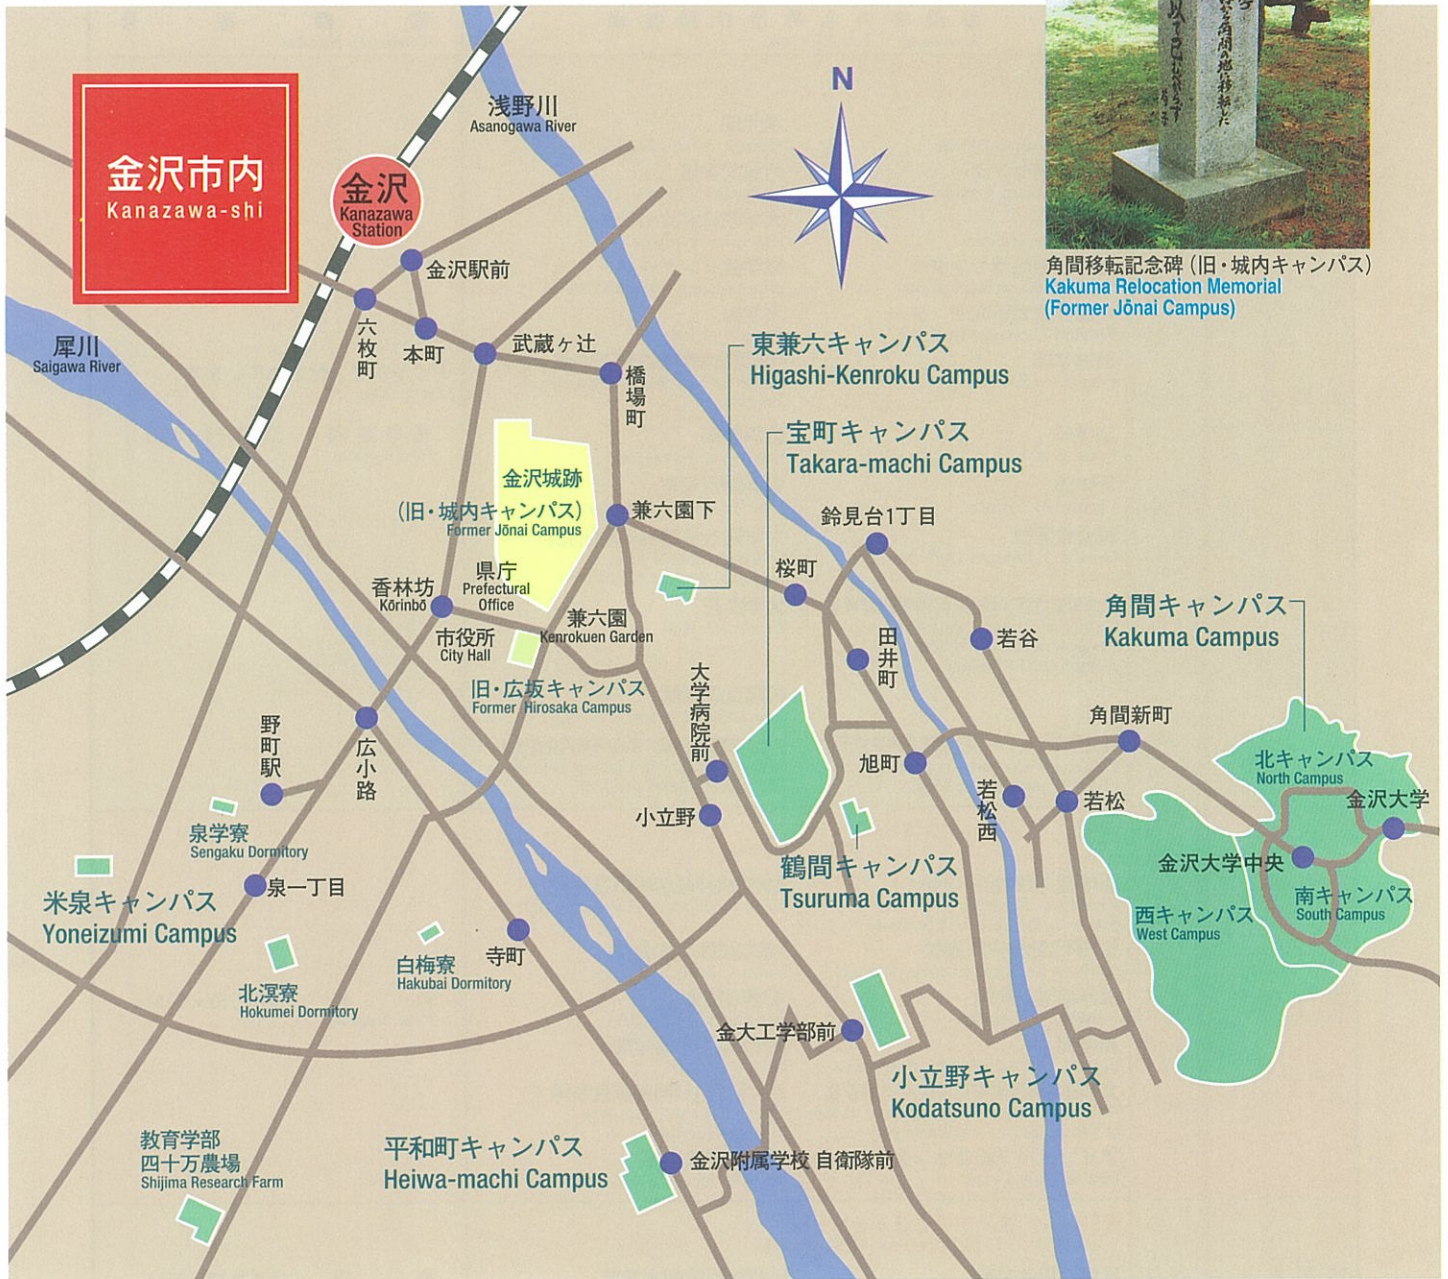 金沢市内
Kanazawa-shi
浅野川
Asanogawa River
金沢
Kanazawa
Station
N
から角間の地に移転した
角間移転記念碑（旧・城内キャンパス）
Kakuma Relocation Memorial
(Former Jōnai Campus)
金沢駅前
六枚町
本町
武蔵ヶ辻
橋場町
犀川
Saigawa River
東兼六キャンパス
Higashi-Kenroku Campus
宝町キャンパス
Takara-machi Campus
金沢城跡
(旧・城内キャンパス)
Former Jōnai Campus
兼六園下
鈴見台1丁目
桜町
香林坊
Kōrinbō
県庁
Prefectural
Office
市役所
City Hall
兼六園
Kenrokuen Garden
旧・広坂キャンパス
Former Hirosaka Campus
田井町
若谷
角間キャンパス
Kakuma Campus
大学病院前
野町駅
広小路
旭町
角間新町
若松西
若松
小立野
北キャンパス
North Campus
金沢大学
金沢大学中央
南キャンパス
South Campus
西キャンパス
West Campus
泉学寮
Sengaku Dormitory
泉一丁目
米泉キャンパス
Yoneizumi Campus
鶴間キャンパス
Tsuruma Campus
白梅寮
Hakubai Dormitory
寺町
北溟寮
Hokumei Dormitory
金大工学部前
小立野キャンパス
Kodatsuno Campus
教育学部
四十万農場
Shijima Research Farm
平和町キャンパス
Heiwa-machi Campus
金沢附属学校 自衛隊前